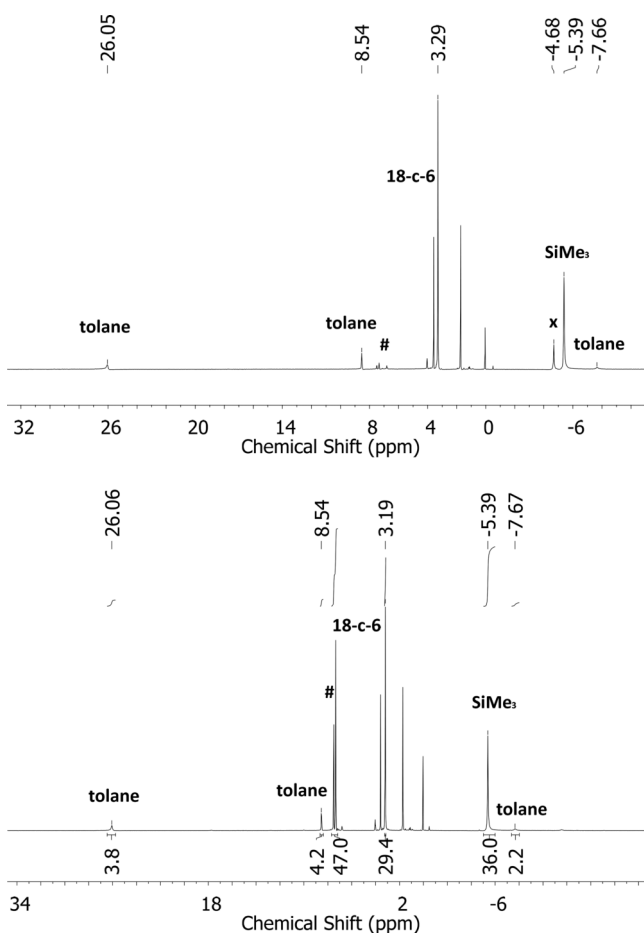 26.05 8.54 3.29 -4.68 -5.39 -7.66
18-c-6
SiMe₃
tolane tolane # x tolane
32 26 20 14 8 4 0 -6
Chemical Shift (ppm)
26.06 8.54 3.19 -5.39 -7.67
18-c-6
# SiMe₃
tolane tolane tolane
3.8 4.2 47.0 29.4 36.0 2.2
34 18 2 -6
Chemical Shift (ppm)